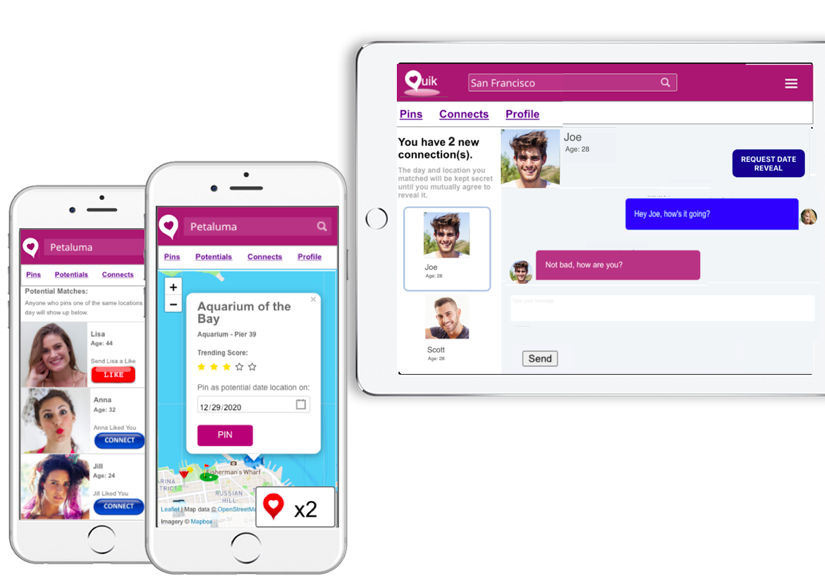 Petaluma
Pins Potentials Connects
Potential Matches:
Anyone who pins one of the same locations
day will show up below.
Lisa
Age: 44
Send Lisa a Like
LIKE
Anna
Age: 32
Anna Liked You
CONNECT
Jill
Age: 24
Jill Liked You
CONNECT
Petaluma
Pins Potentials Connects Profile
+
−
×
Aquarium of the
Bay
Aquarium - Pier 39
Trending Score:
Pin as potential date location on:
12/29/2020
PIN
Fisherman's Wharf
ARINA
TRICT
RUSSIAN
HILL
Leaflet | Map data © OpenStreetMa
Imagery © Mapbox
x2
Quik
San Francisco
Pins Connects Profile
You have 2 new
connection(s).
The day and location you
matched will be kept secret
until you mutually agree to
reveal it.
Joe
Age: 28
Scott
Age: 28
Joe
Age: 28
REQUEST DATE
REVEAL
Hey Joe, how's it going?
Not bad, how are you?
Send